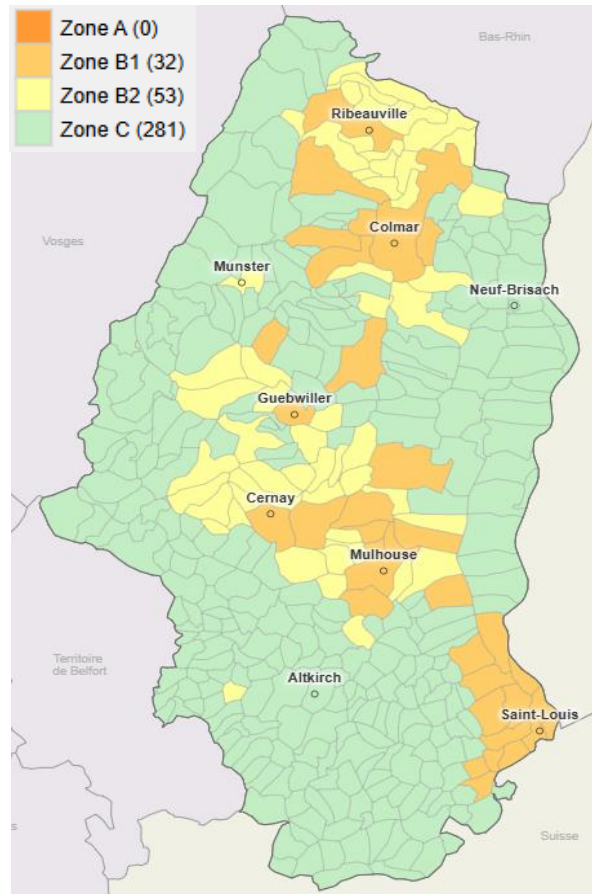 Zone A (0)
Zone B1 (32)
Zone B2 (53)
Zone C (281)
Bas-Rhin
Ribeauville
Colmar
Vosges
Munster
Neuf-Brisach
Guebwiller
Cernay
Mulhouse
Territoire
de Belfort
Altkirch
Saint-Louis
Suisse